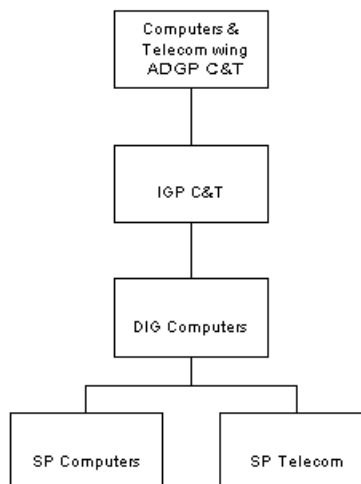 Computers &
Telecom wing
ADGP C&T
IGP C&T
DIG Computers
SP Computers
SP Telecom